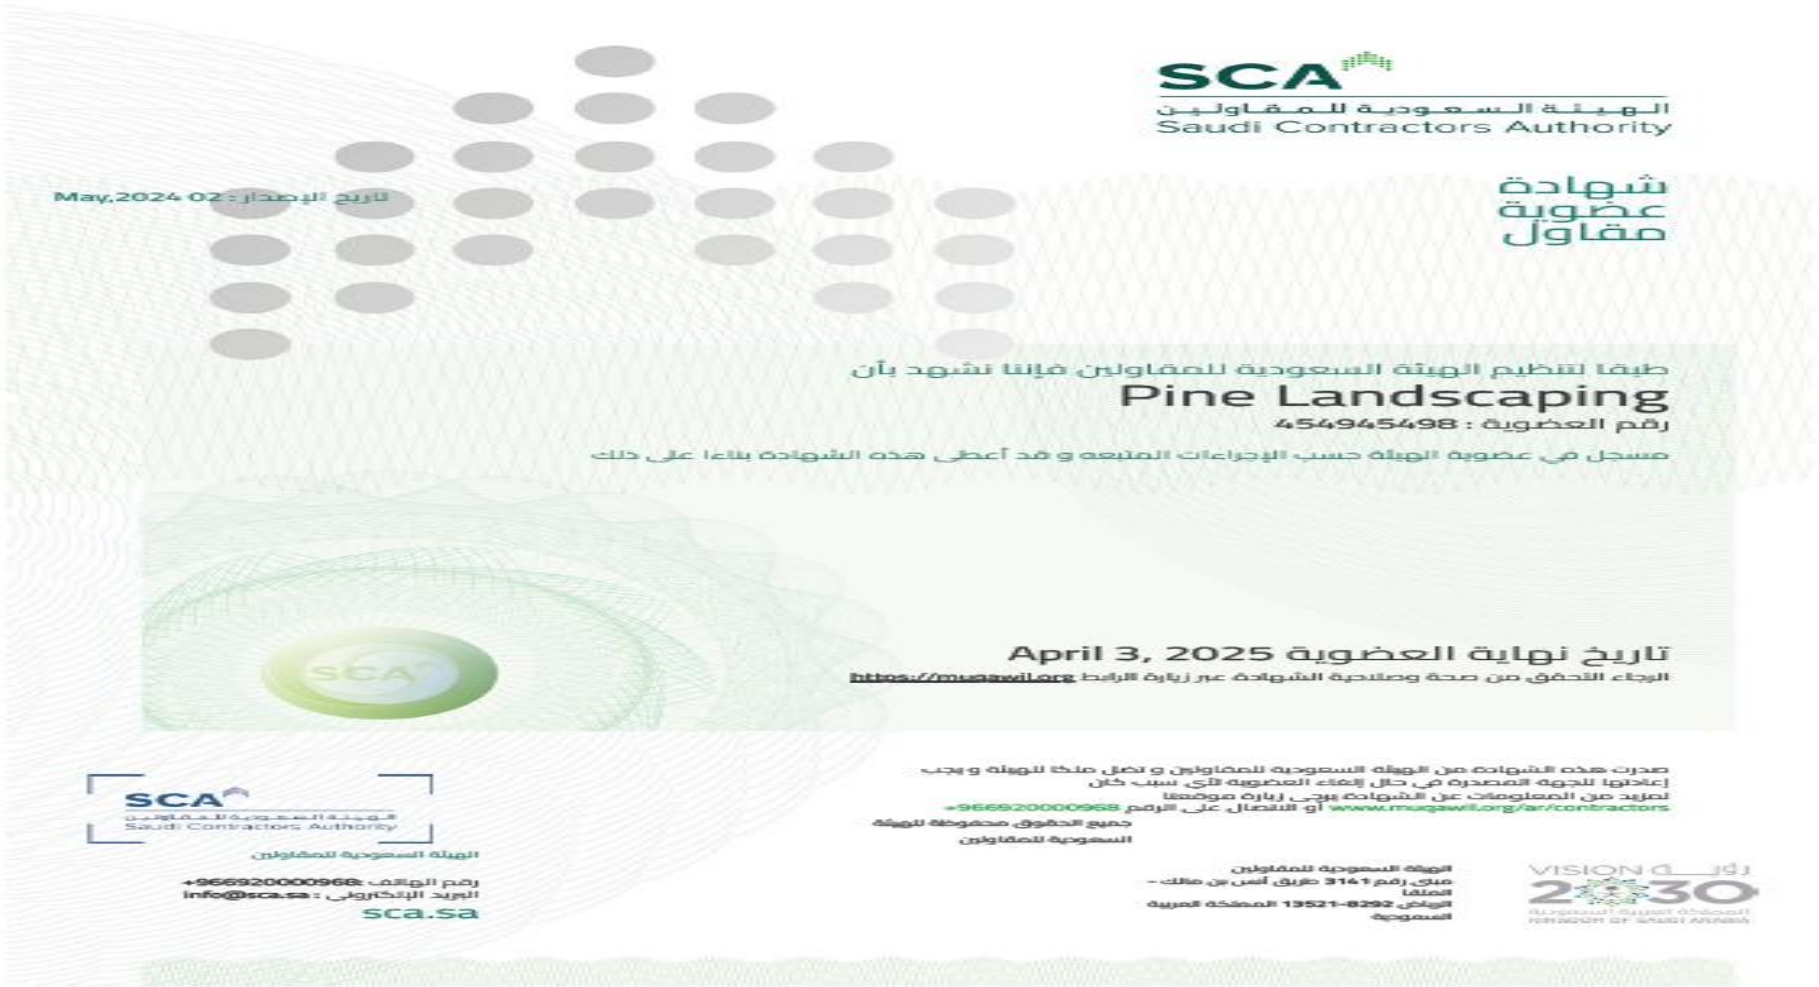 SCA
الهيئة السعودية للمقاولين
Saudi Contractors Authority
شهادة
عضوية
مقاول
تاريخ الإصدار : 02 May,2024
طبقا لتنظيم الهيئة السعودية للمقاولين فإننا نشهد بأن
Pine Landscaping
رقم العضوية : 454945498
مسجل في عضوية الهيئة حسب الإجراءات المتبعه و قد أعطى هذه الشهادة بناءا على ذلك
تاريخ نهاية العضوية April 3, 2025
الرجاء التحقق من صحة وصلاحية الشهادة عبر زيارة الرابط https://muqawil.org
SCA
صدرت هذه الشهادة من الهيئة السعودية للمقاولين و تضل ملكا للهيئة و يجب
إعادتها للجهة المصدرة في حال إلغاء العضوية لأي سبب كان
لمزيد من المعلومات عن الشهادة يرجى زيارة موقعنا
www.muqawil.org/ar/contractors أو الاتصال على الرقم 966920000968+
جميع الحقوق محفوظة للهيئة
السعودية للمقاولين
الهيئة السعودية للمقاولين
مبنى رقم 3141 طريق أنس بن مالك -
الملقا
الرياض 8292-13521 المملكة العربية
السعودية
VISION رؤيـــة
2030
المملكة العربية السعودية
KINGDOM OF SAUDI ARABIA
SCA
الهيئة السعودية للمقاولين
Saudi Contractors Authority
الهيئة السعودية للمقاولين
رقم الهاتف :966920000968+
البريد الإلكتروني : info@sca.sa
sca.sa